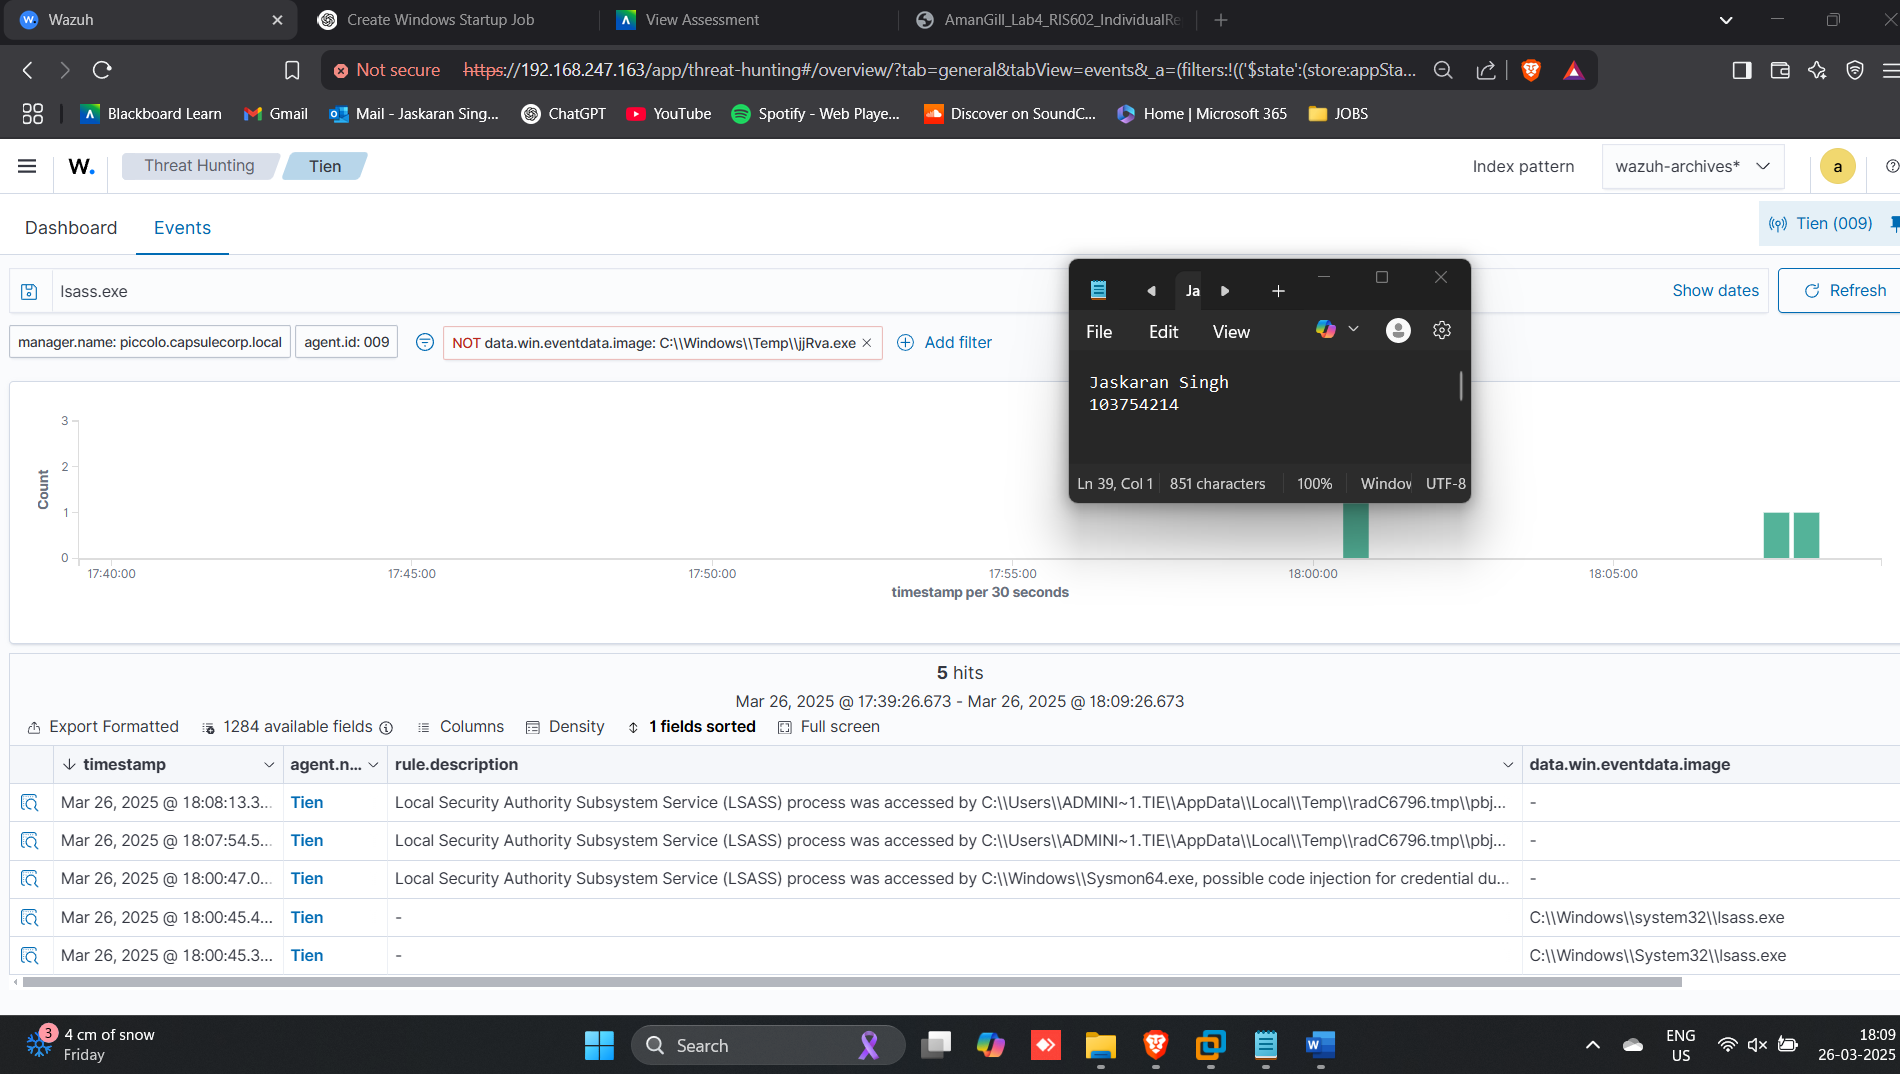 Wazuh
Create Windows Startup Job
View Assessment
AmanGill_Lab4_RIS602_IndividualRe
Not secure https://192.168.247.163/app/threat-hunting#/overview/?tab=general&tabView=events&_a=(filters:!(('$state':(store:appSta...
Blackboard Learn Gmail Mail - Jaskaran Sing... ChatGPT YouTube Spotify - Web Playe... Discover on SoundC... Home | Microsoft 365 JOBS
W. Threat Hunting Tien Index pattern wazuh-archives* a
Dashboard Events Tien (009)
lsass.exe Show dates Refresh
manager.name: piccolo.capsulecorp.local agent.id: 009 NOT data.win.eventdata.image: C:\\Windows\\Temp\\jjRva.exe Add filter
Ja
File Edit View
Jaskaran Singh
103754214
Ln 39, Col 1 851 characters 100% Window UTF-8
Count
3
2
1
0
17:40:00 17:45:00 17:50:00 17:55:00 18:00:00 18:05:00
timestamp per 30 seconds
5 hits
Mar 26, 2025 @ 17:39:26.673 - Mar 26, 2025 @ 18:09:26.673
Export Formatted 1284 available fields Columns Density 1 fields sorted Full screen
timestamp agent.n... rule.description data.win.eventdata.image
Mar 26, 2025 @ 18:08:13.3... Tien Local Security Authority Subsystem Service (LSASS) process was accessed by C:\\Users\\ADMINI~1.TIE\\AppData\\Local\\Temp\\radC6796.tmp\\pbj... -
Mar 26, 2025 @ 18:07:54.5... Tien Local Security Authority Subsystem Service (LSASS) process was accessed by C:\\Users\\ADMINI~1.TIE\\AppData\\Local\\Temp\\radC6796.tmp\\pbj... -
Mar 26, 2025 @ 18:00:47.0... Tien Local Security Authority Subsystem Service (LSASS) process was accessed by C:\\Windows\\Sysmon64.exe, possible code injection for credential du... -
Mar 26, 2025 @ 18:00:45.4... Tien - C:\\Windows\\system32\\lsass.exe
Mar 26, 2025 @ 18:00:45.3... Tien - C:\\Windows\\System32\\lsass.exe
3
4 cm of snow
Friday
Search
ENG
US
18:09
26-03-2025